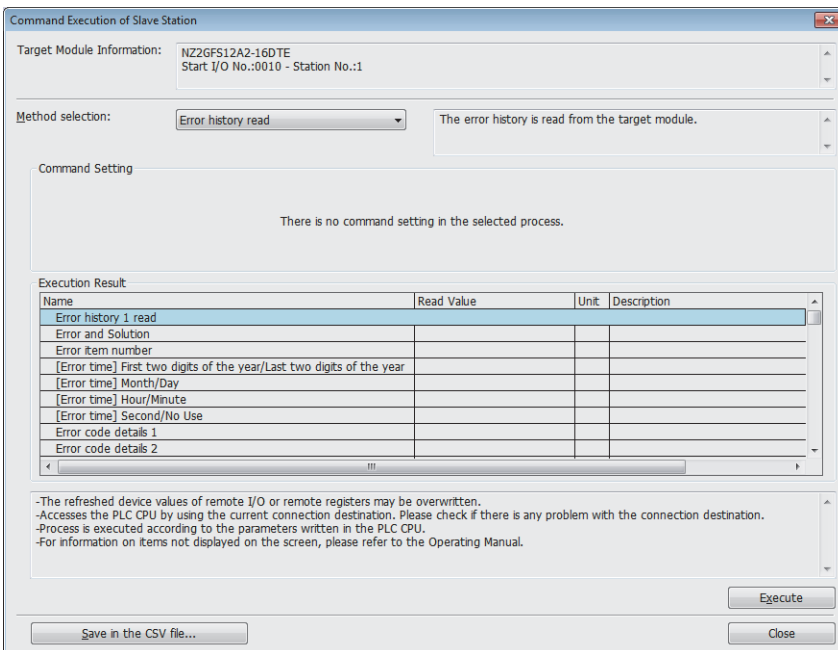 Command Execution of Slave Station
Target Module Information:
NZ2GFS12A2-16DTE
Start I/O No.:0010 - Station No.:1
Method selection:
Error history read
The error history is read from the target module.
Command Setting
There is no command setting in the selected process.
Execution Result
Name Read Value Unit Description
Error history 1 read
Error and Solution
Error item number
[Error time] First two digits of the year/Last two digits of the year
[Error time] Month/Day
[Error time] Hour/Minute
[Error time] Second/No Use
Error code details 1
Error code details 2
-The refreshed device values of remote I/O or remote registers may be overwritten.
-Accesses the PLC CPU by using the current connection destination. Please check if there is any problem with the connection destination.
-Process is executed according to the parameters written in the PLC CPU.
-For information on items not displayed on the screen, please refer to the Operating Manual.
Execute
Save in the CSV file...
Close